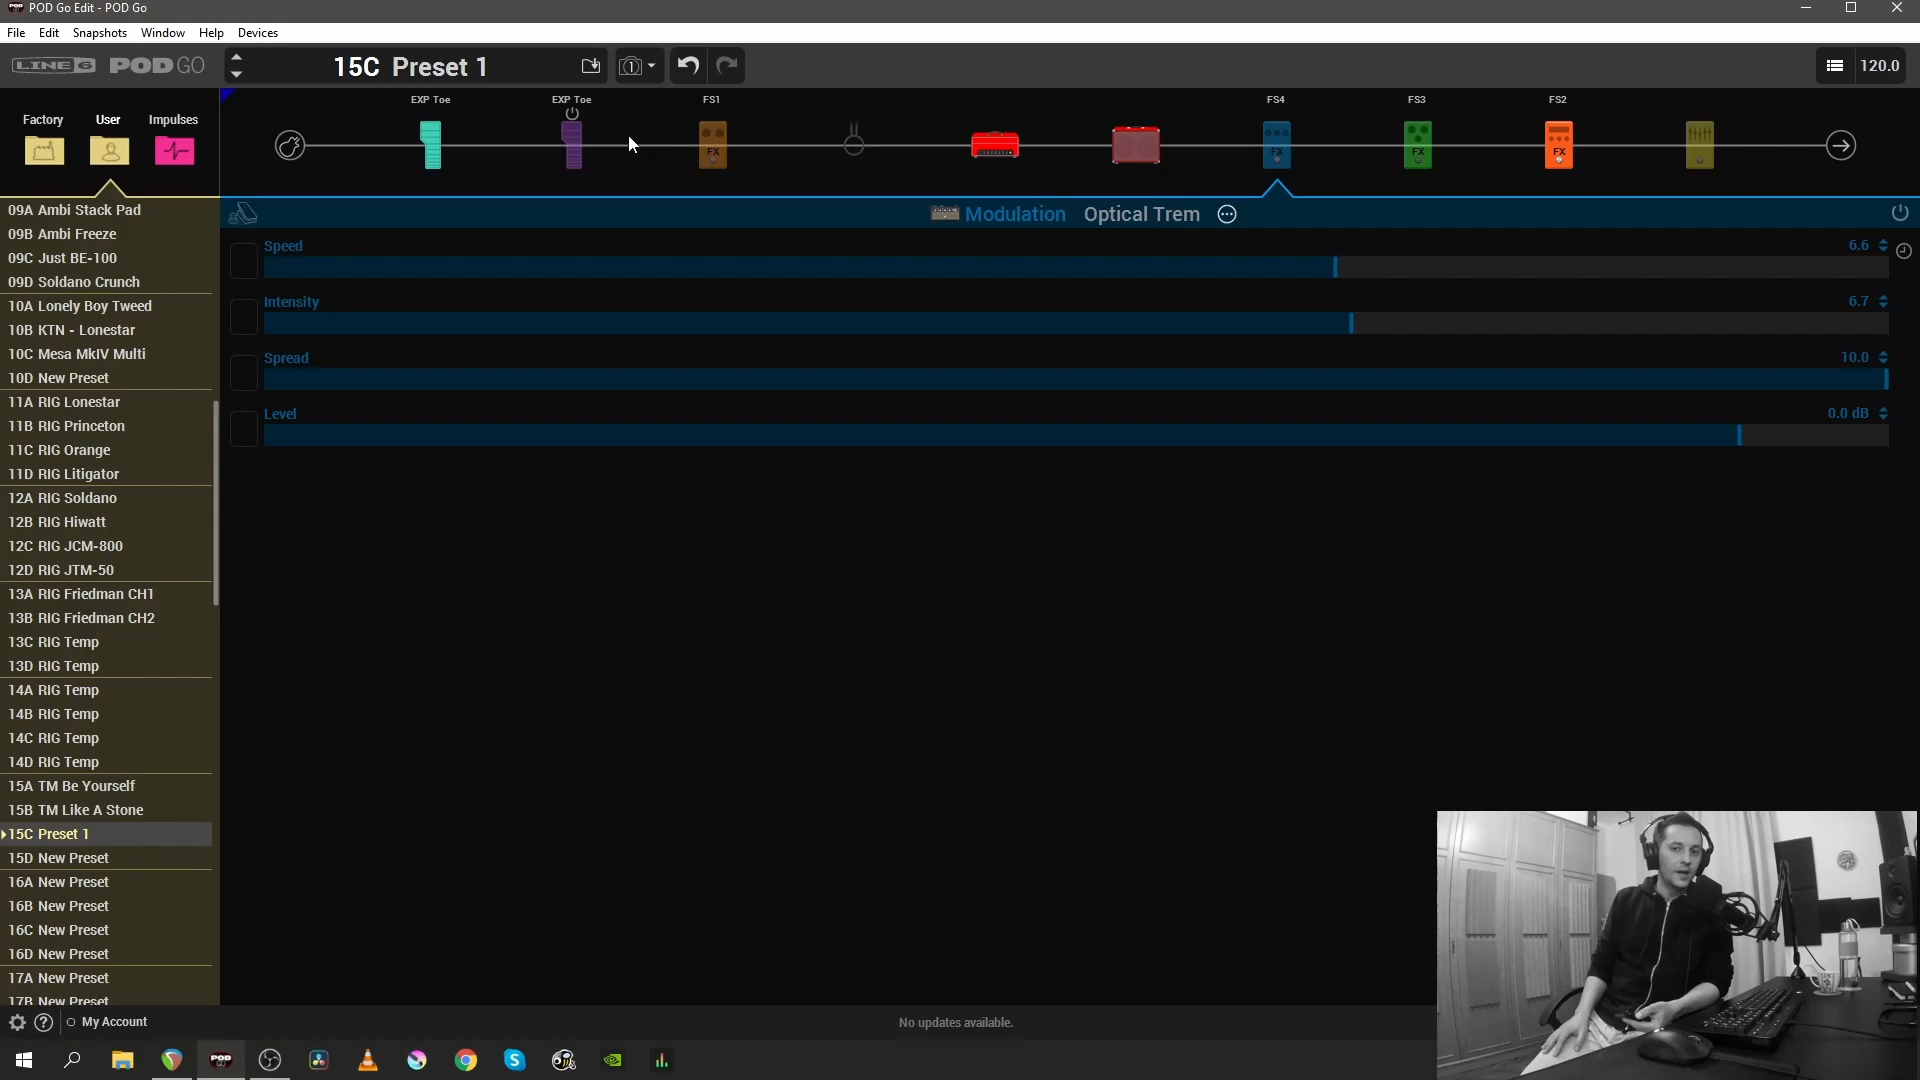 POD Go Edit - POD Go
File Edit Snapshots Window Help Devices
LINE 6 POD GO
15C Preset 1
1
120.0
Factory User Impulses
EXP Toe
EXP Toe
FS1
FS4
FS3
FS2
FX
FX
FX
FX
Modulation Optical Trem
Speed 6.6
Intensity 6.7
Spread 10.0
Level 0.0 dB
09A Ambi Stack Pad
09B Ambi Freeze
09C Just BE-100
09D Soldano Crunch
10A Lonely Boy Tweed
10B KTN - Lonestar
10C Mesa MkIV Multi
10D New Preset
11A RIG Lonestar
11B RIG Princeton
11C RIG Orange
11D RIG Litigator
12A RIG Soldano
12B RIG Hiwatt
12C RIG JCM-800
12D RIG JTM-50
13A RIG Friedman CH1
13B RIG Friedman CH2
13C RIG Temp
13D RIG Temp
14A RIG Temp
14B RIG Temp
14C RIG Temp
14D RIG Temp
15A TM Be Yourself
15B TM Like A Stone
15C Preset 1
15D New Preset
16A New Preset
16B New Preset
16C New Preset
16D New Preset
17A New Preset
17B New Preset
My Account
No updates available.
POD